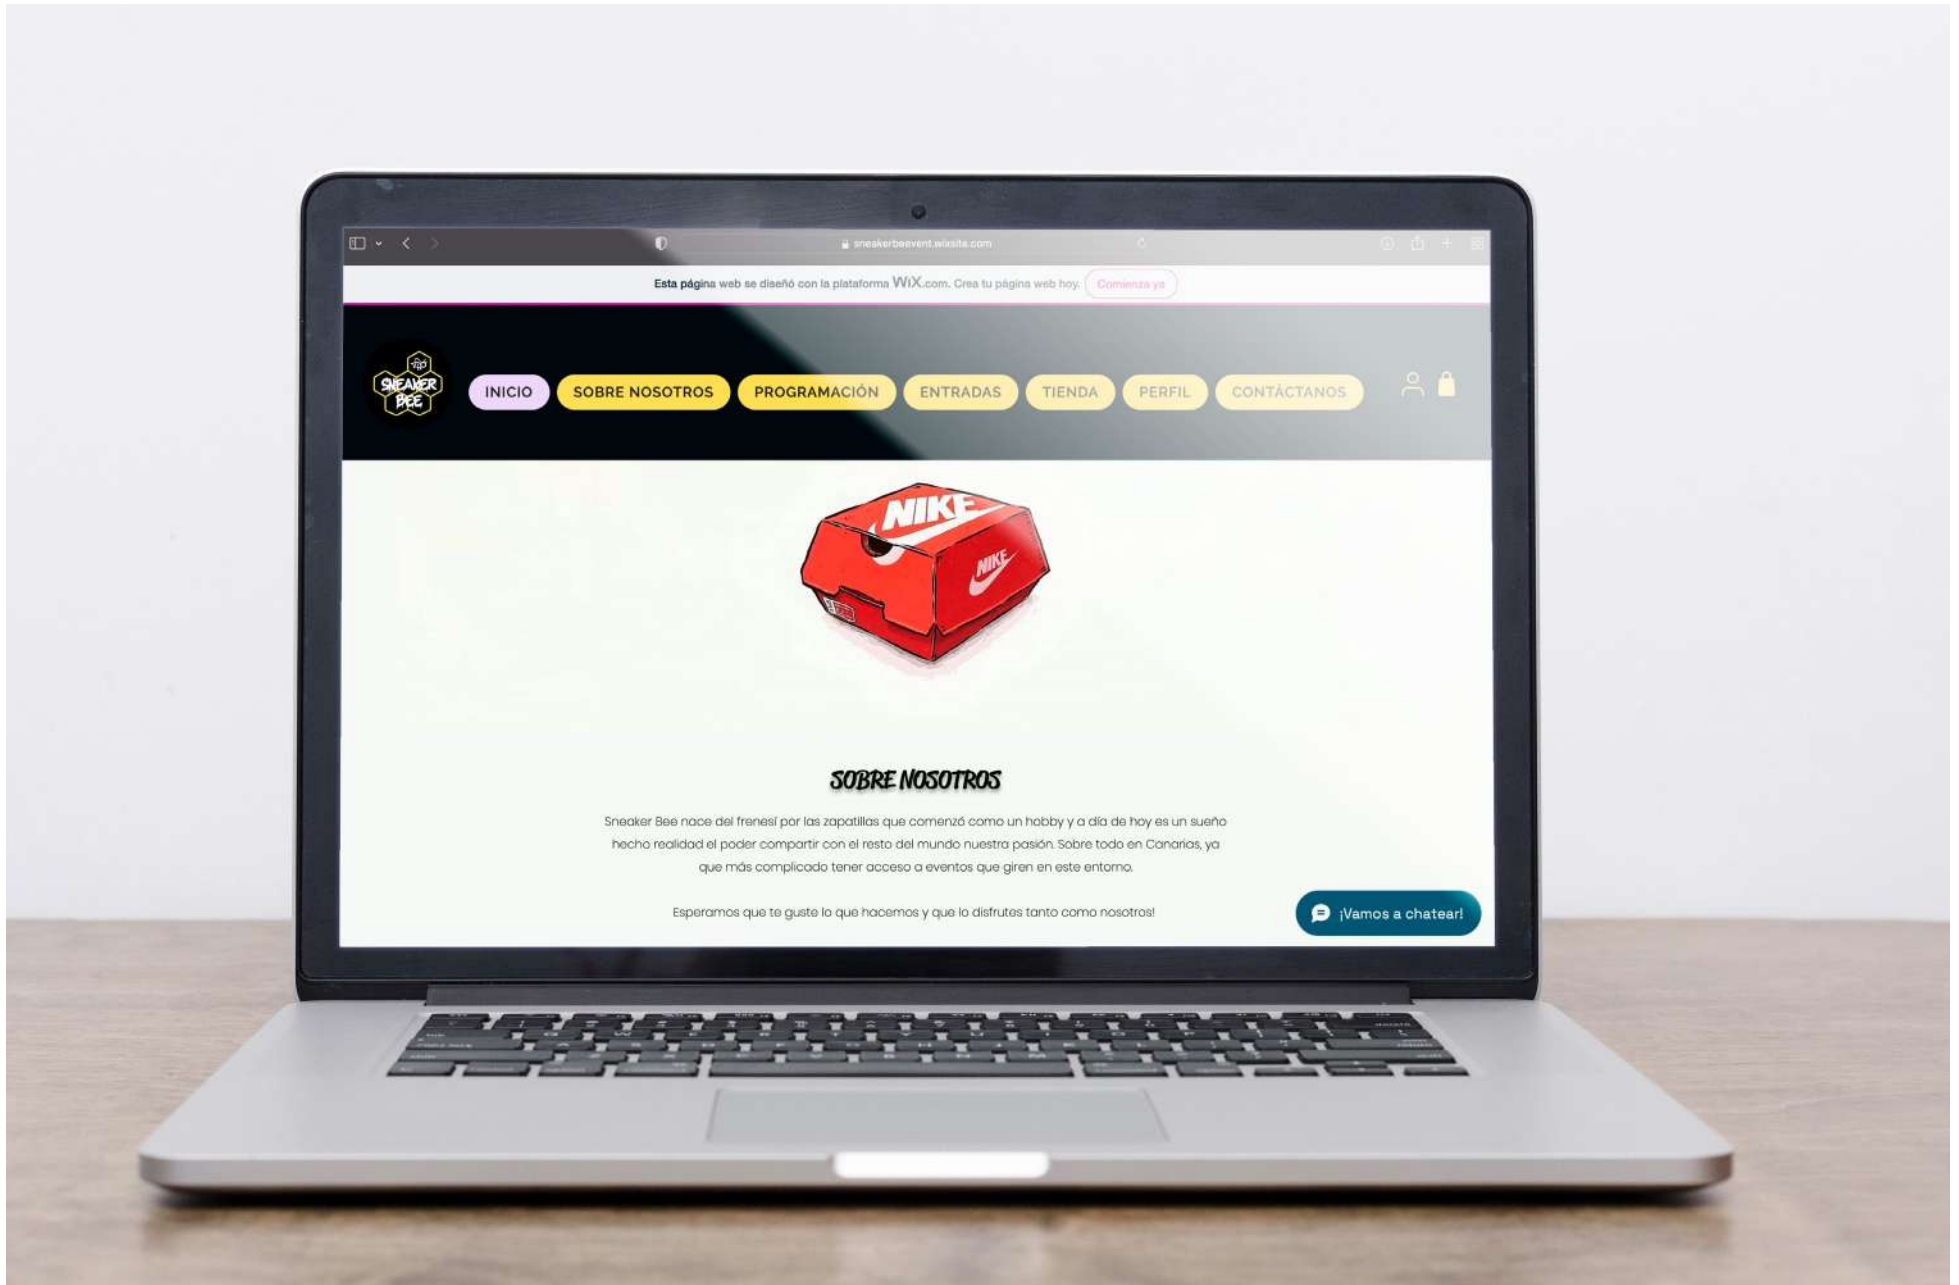 sneakerbeevent.wixsite.com
Esta página web se diseñó con la plataforma WiX.com. Crea tu página web hoy. Comienza ya
SNEAKER
BEE
INICIO SOBRE NOSOTROS PROGRAMACIÓN ENTRADAS TIENDA PERFIL CONTÁCTANOS
NIKE
NIKE
SOBRE NOSOTROS
Sneaker Bee nace del frenesí por las zapatillas que comenzó como un hobby y a día de hoy es un sueño
hecho realidad el poder compartir con el resto del mundo nuestra pasión. Sobre todo en Canarias, ya
que más complicado tener acceso a eventos que giren en este entorno.
Esperamos que te guste lo que hacemos y que lo disfrutes tanto como nosotros!
¡Vamos a chatear!